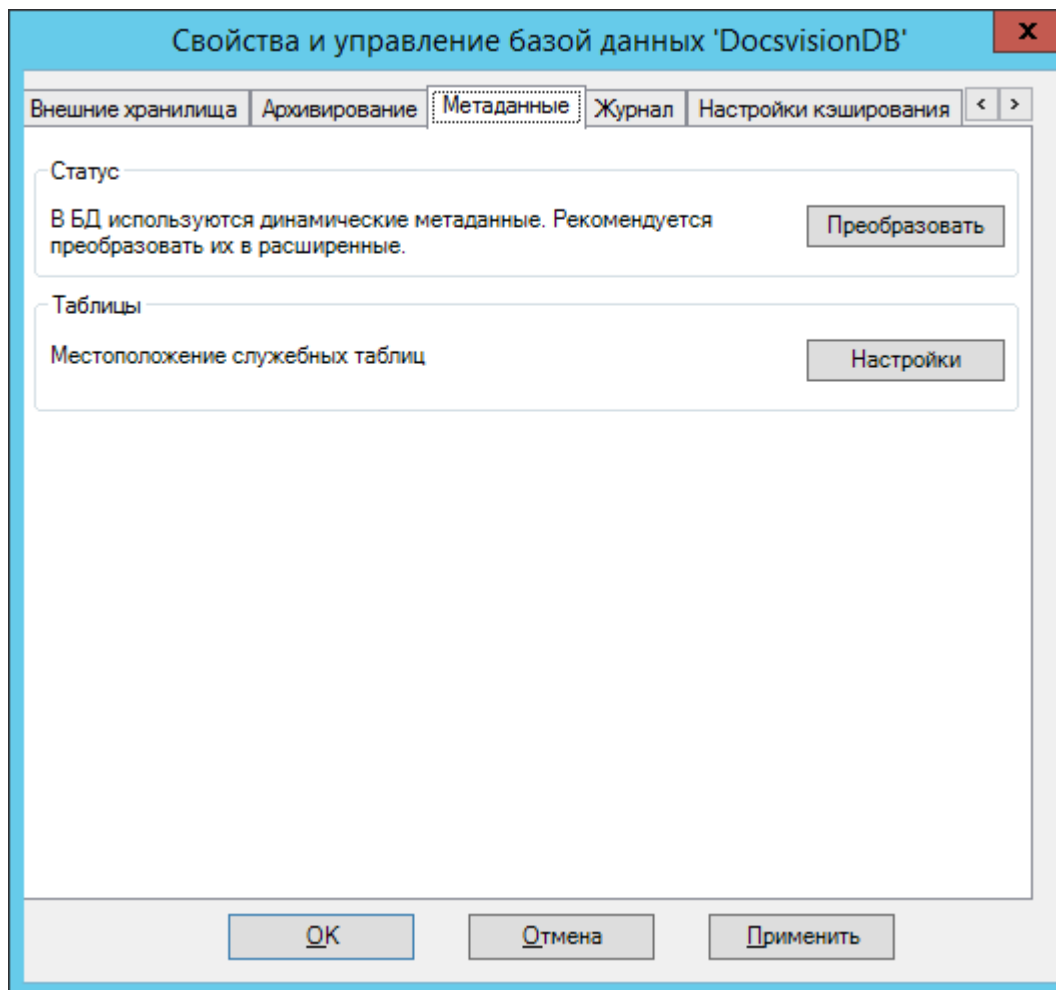 Свойства и управление базой данных 'DocsvisionDB'
x
Внешние хранилища Архивирование Метаданные Журнал Настройки кэширования < >
Статус
В БД используются динамические метаданные. Рекомендуется
преобразовать их в расширенные.
Преобразовать
Таблицы
Местоположение служебных таблиц
Настройки
OK Отмена Применить